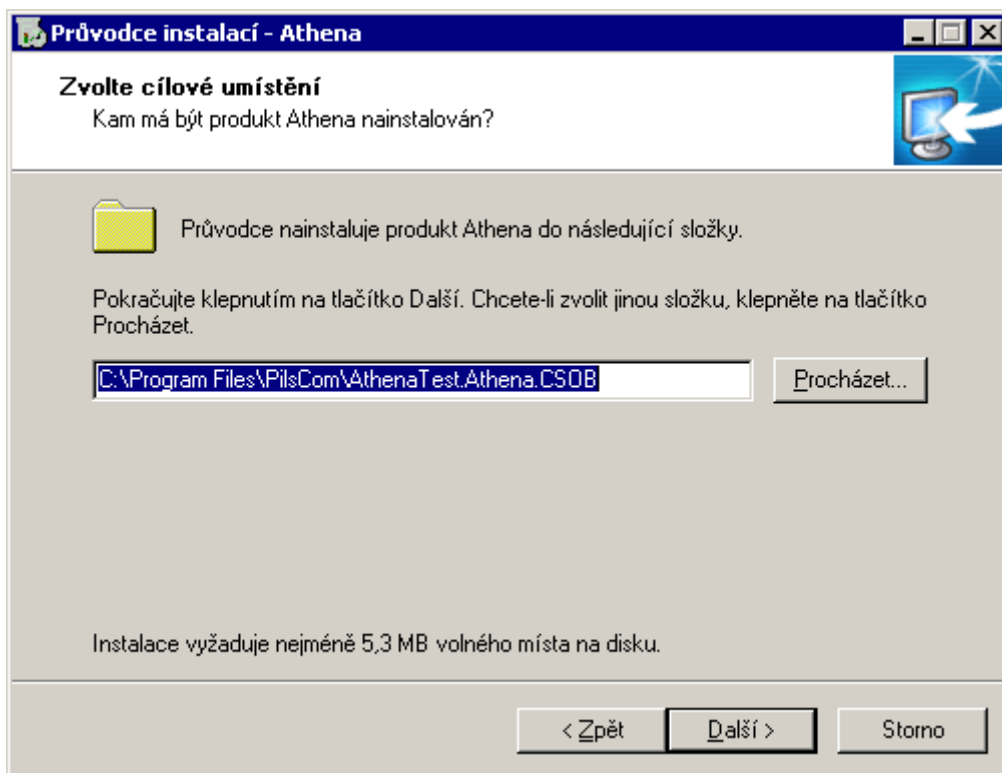 Průvodce instalací - Athena
Zvolte cílové umístění
Kam má být produkt Athena nainstalován?
Průvodce nainstaluje produkt Athena do následující složky.
Pokračujte klepnutím na tlačítko Další. Chcete-li zvolit jinou složku, klepněte na tlačítko
Procházet.
C:\Program Files\PilsCom\AthenaTest.Athena.CSOB
Procházet...
Instalace vyžaduje nejméně 5,3 MB volného místa na disku.
< Zpět
Další >
Storno